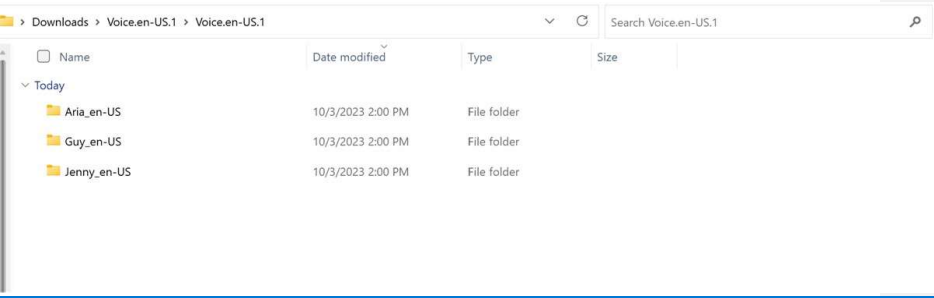 Downloads > Voice.en-US.1 > Voice.en-US.1 Search Voice.en-US.1
Name Date modified Type Size
Today
Aria_en-US 10/3/2023 2:00 PM File folder
Guy_en-US 10/3/2023 2:00 PM File folder
Jenny_en-US 10/3/2023 2:00 PM File folder